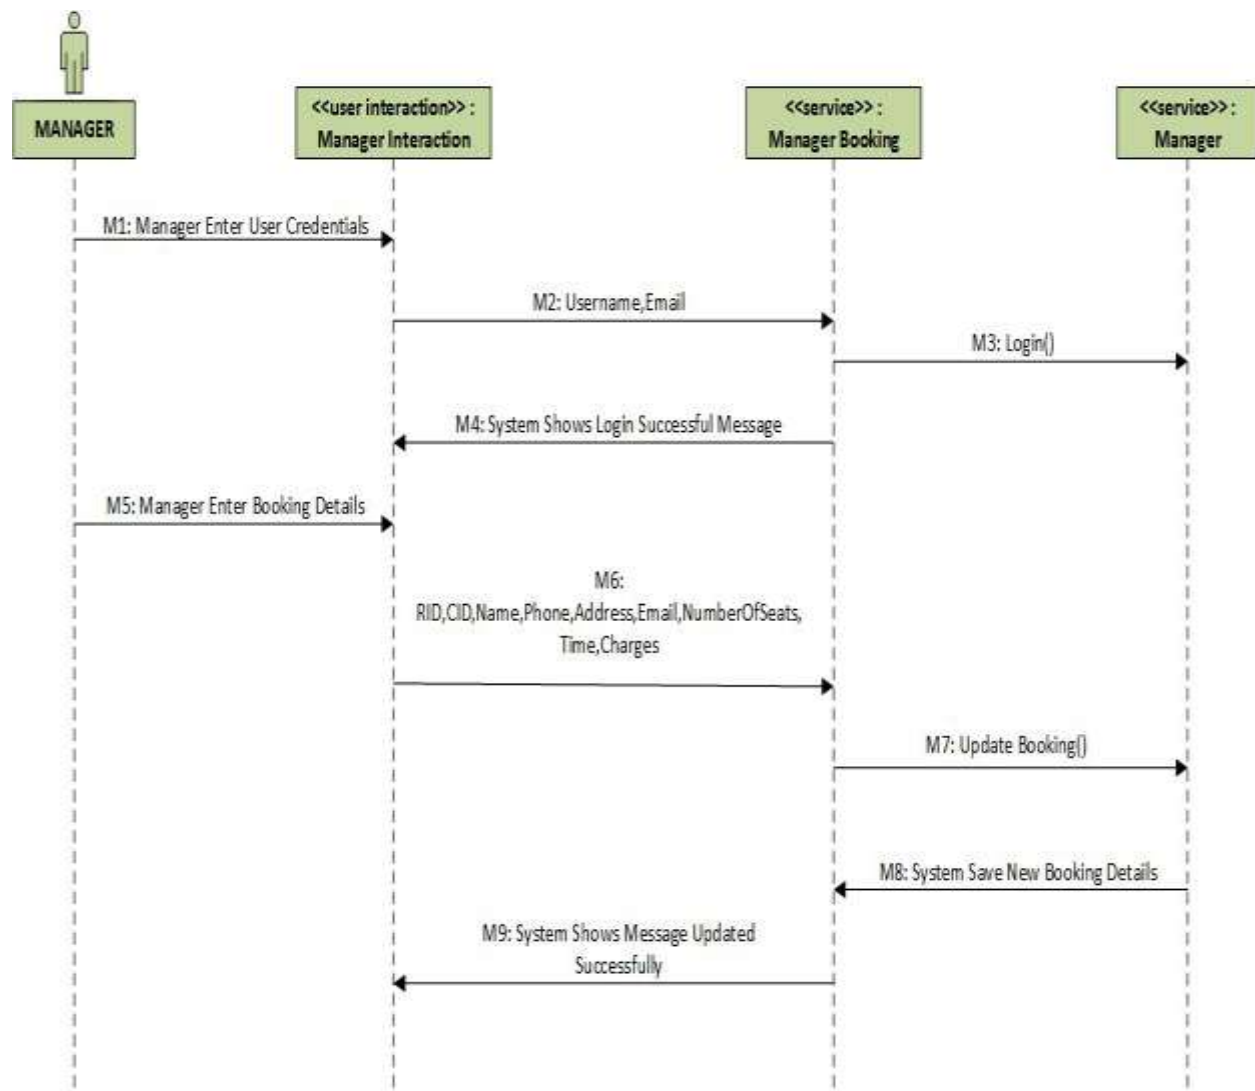 MANAGER
<<user interaction>> :
Manager Interaction
<<service>> :
Manager Booking
<<service>> :
Manager
M1: Manager Enter User Credentials
M2: Username,Email
M3: Login()
M4: System Shows Login Successful Message
M5: Manager Enter Booking Details
M6:
RID,CID,Name,Phone,Address,Email,NumberOfSeats,
Time,Charges
M7: Update Booking()
M8: System Save New Booking Details
M9: System Shows Message Updated
Successfully